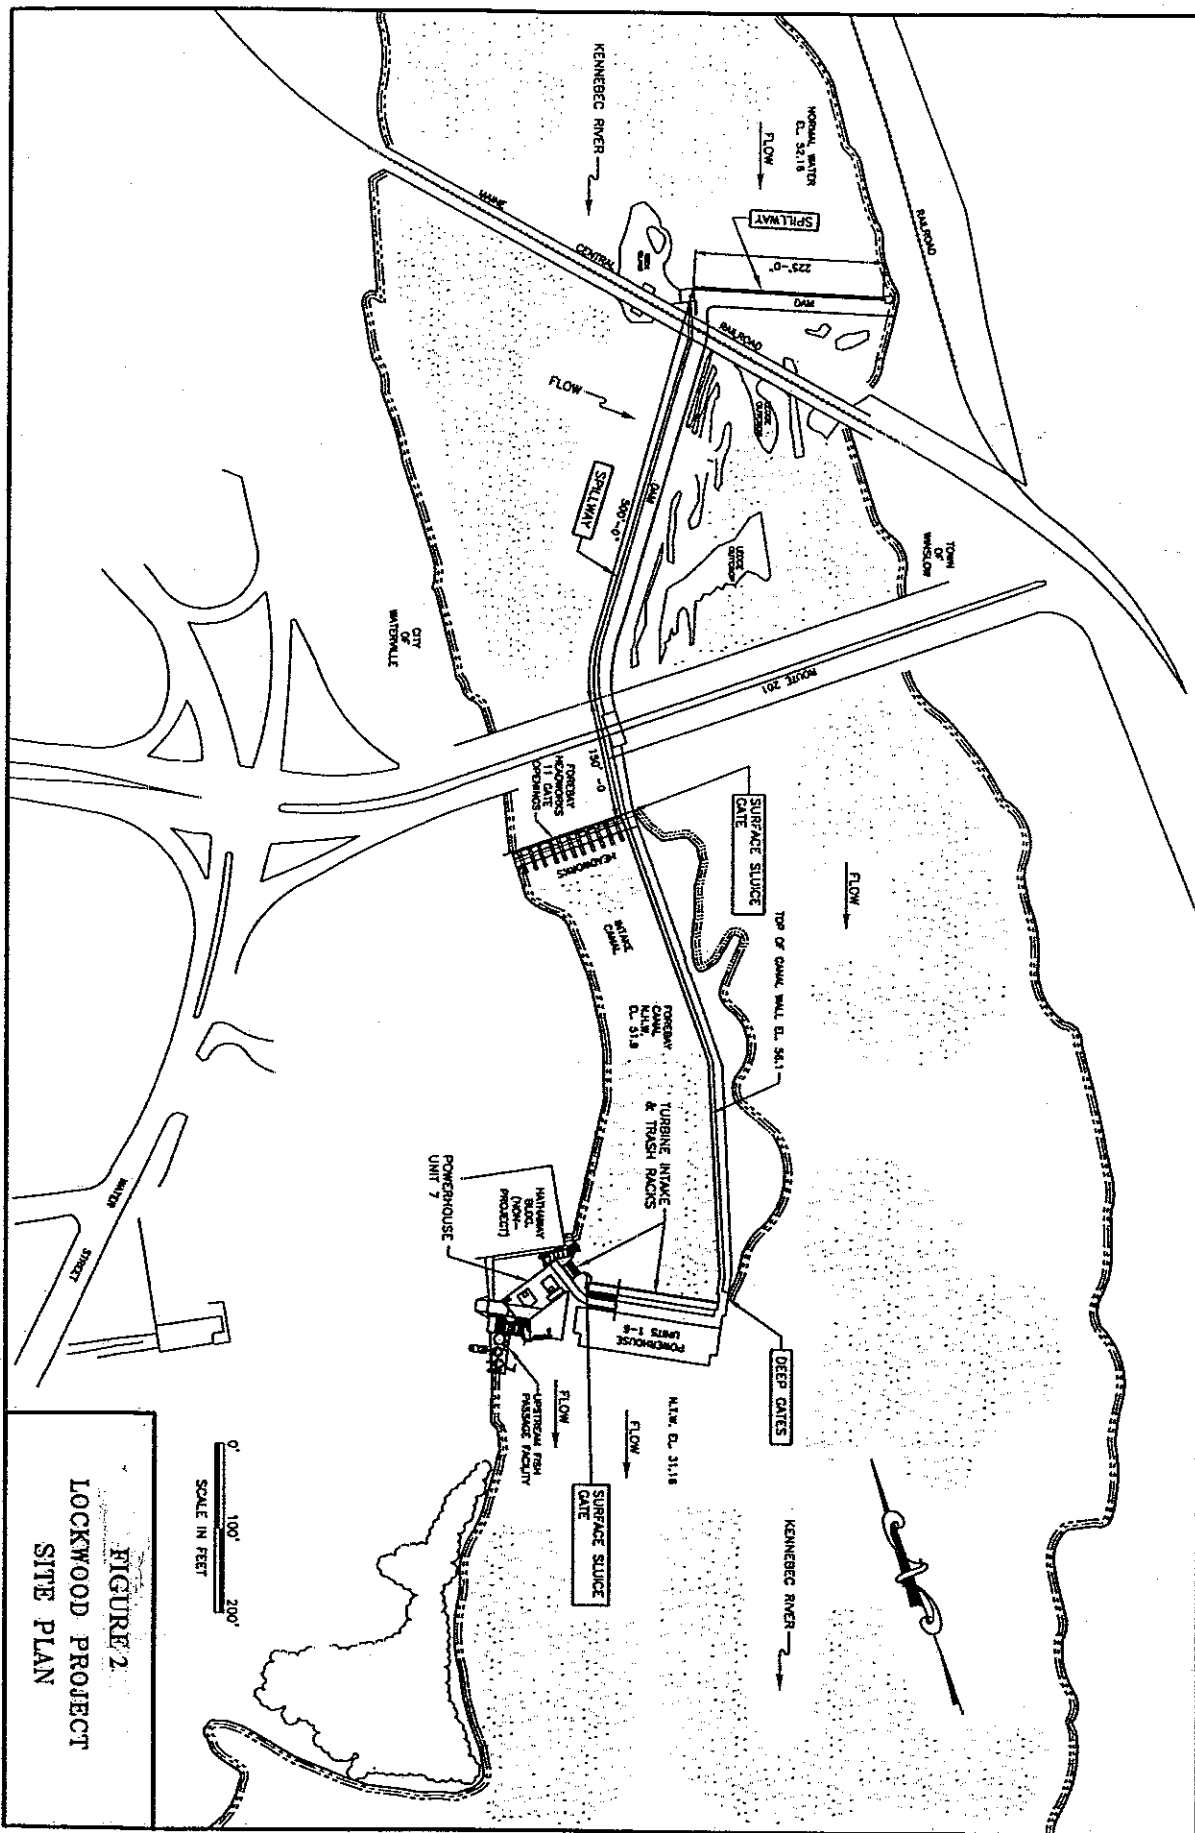 KENNEBEC RIVER
NORMAL WATER
EL. 52.16
FLOW
RAILROAD
SPILLWAY
225'-0"
DAM
MAINE
CENTRAL
RAILROAD
FLOW
LEDGE
OUTCROP
SPILLWAY
500'-0"
DAM
LEDGE
OUTCROP
TOWN
OF
WINSLOW
CITY
OF
WATERVILLE
ROUTE 201
150'-0
FOREBAY
HEADWORKS
11 GATE
OPENINGS
HEADWORKS
SURFACE SLUICE
GATE
FLOW
INTAKE
CANAL
TOP OF CANAL WALL EL. 56.1
FOREBAY
CANAL
N.H.W.
EL. 51.9
TURBINE INTAKE
& TRASH RACKS
POWERHOUSE
UNIT 7
HATHAWAY
BLDG.
(NON-
PROJECT)
POWERHOUSE
UNITS 1-6
DEEP GATES
WATER
STREET
UPSTREAM FISH
PASSAGE FACILITY
FLOW
FLOW
N.T.W. EL. 31.16
SURFACE SLUICE
GATE
KENNEBEC RIVER
0' 100' 200'
SCALE IN FEET
FIGURE 2
LOCKWOOD PROJECT
SITE PLAN